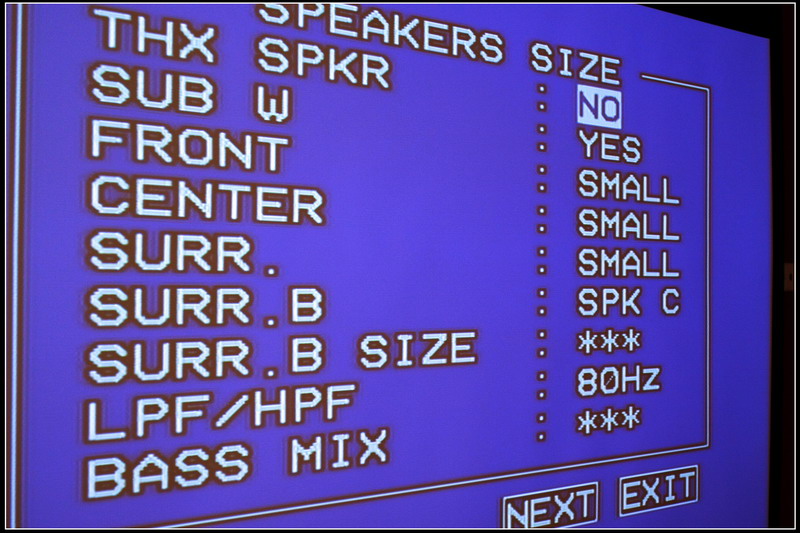 SPEAKERS SIZE
THX SPKR : NO
SUB W : YES
FRONT : SMALL
CENTER : SMALL
SURR. : SMALL
SURR.B : SPK C
SURR.B SIZE : ***
LPF/HPF : 80Hz
BASS MIX : ***
NEXT EXIT